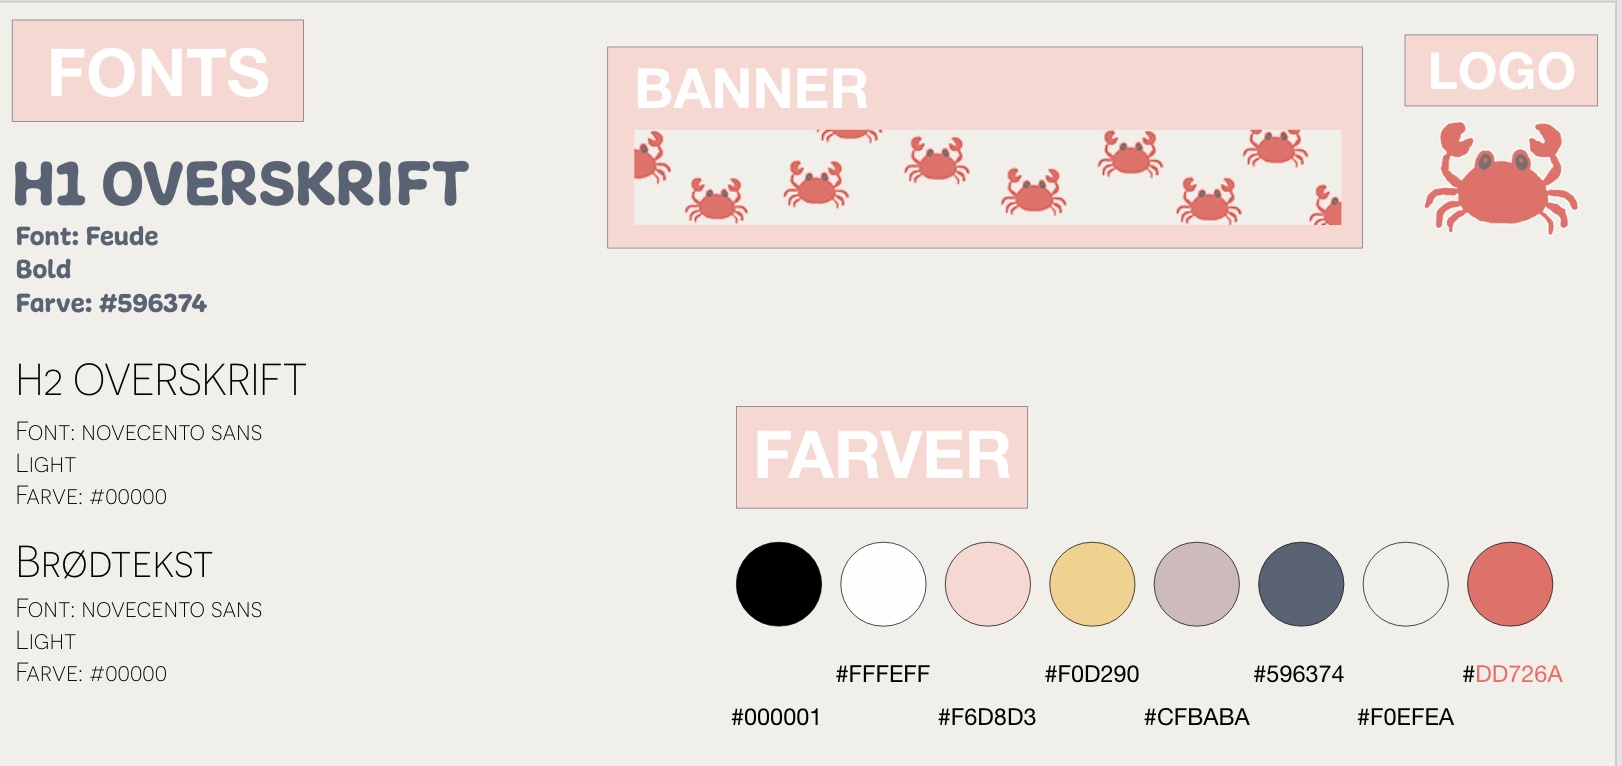 FONTS
H1 OVERSKRIFT
Font: Feude
Bold
Farve: #596374
H2 OVERSKRIFT
FONT: NOVECENTO SANS
LIGHT
FARVE: #00000
BRØDTEKST
FONT: NOVECENTO SANS
LIGHT
FARVE: #00000
BANNER
LOGO
FARVER
#FFFEFF #F0D290 #596374 #DD726A
#000001 #F6D8D3 #CFBABA #F0EFEA